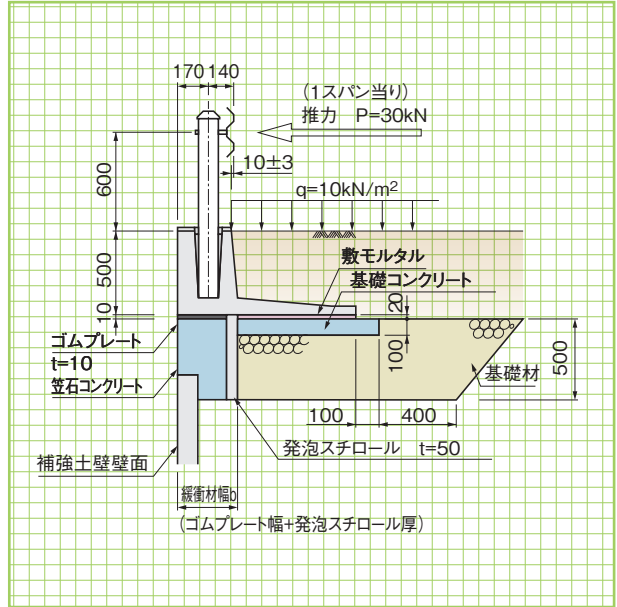 170 140
(1スパン当り)
推力 P=30kN
10±3
600
q=10kN/m²
500
敷モルタル
基礎コンクリート
20
10
ゴムプレート
t=10
笠石コンクリート
100
500
基礎材
100 400
補強土壁壁面
発泡スチロール t=50
緩衝材幅b
(ゴムプレート幅+発泡スチロール厚)